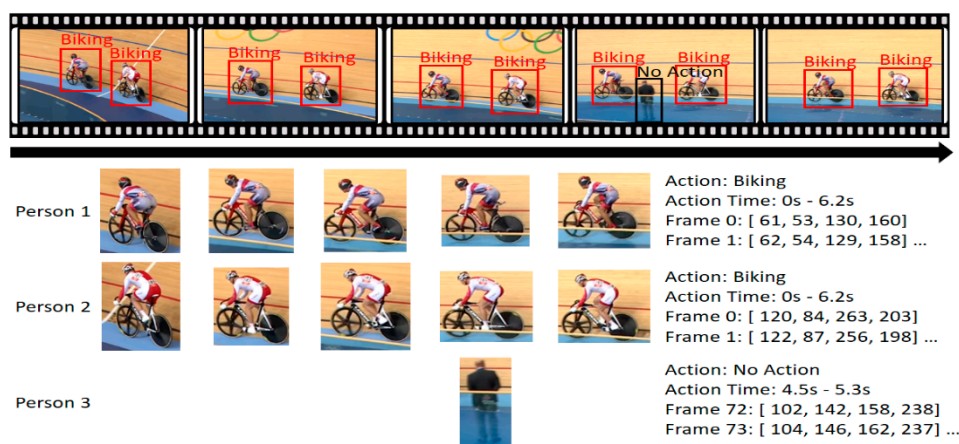 Biking
Biking
Biking
Biking
Biking
Biking
Biking
Biking
No Action
Biking
Biking
Person 1
Action: Biking
Action Time: 0s - 6.2s
Frame 0: [ 61, 53, 130, 160]
Frame 1: [ 62, 54, 129, 158] ...
Person 2
Action: Biking
Action Time: 0s - 6.2s
Frame 0: [ 120, 84, 263, 203]
Frame 1: [ 122, 87, 256, 198] ...
Person 3
Action: No Action
Action Time: 4.5s - 5.3s
Frame 72: [ 102, 142, 158, 238]
Frame 73: [ 104, 146, 162, 237] ...